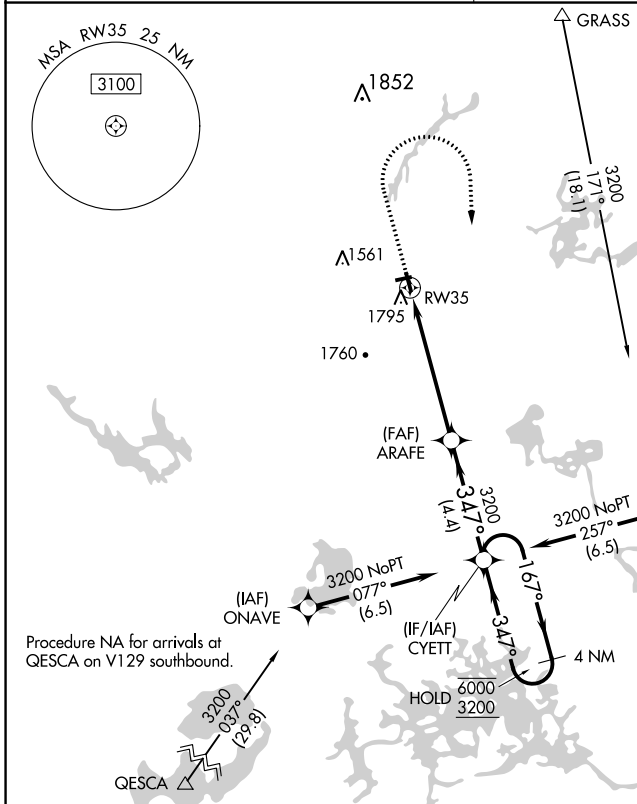 MSA RW35 25 NM
3100
GRASS
1852
3200
171°
(18.1)
1561
RW35
1795
1760
(FAF)
ARAFE
3200
347°
(4.4)
3200 NoPT
257°
(6.5)
3200 NoPT
077°
(6.5)
(IAF)
ONAVE
167°
(IF/IAF)
CYETT
347°
4 NM
Procedure NA for arrivals at
QESCA on V129 southbound.
HOLD
6000
3200
3200
037°
(29.8)
QESCA